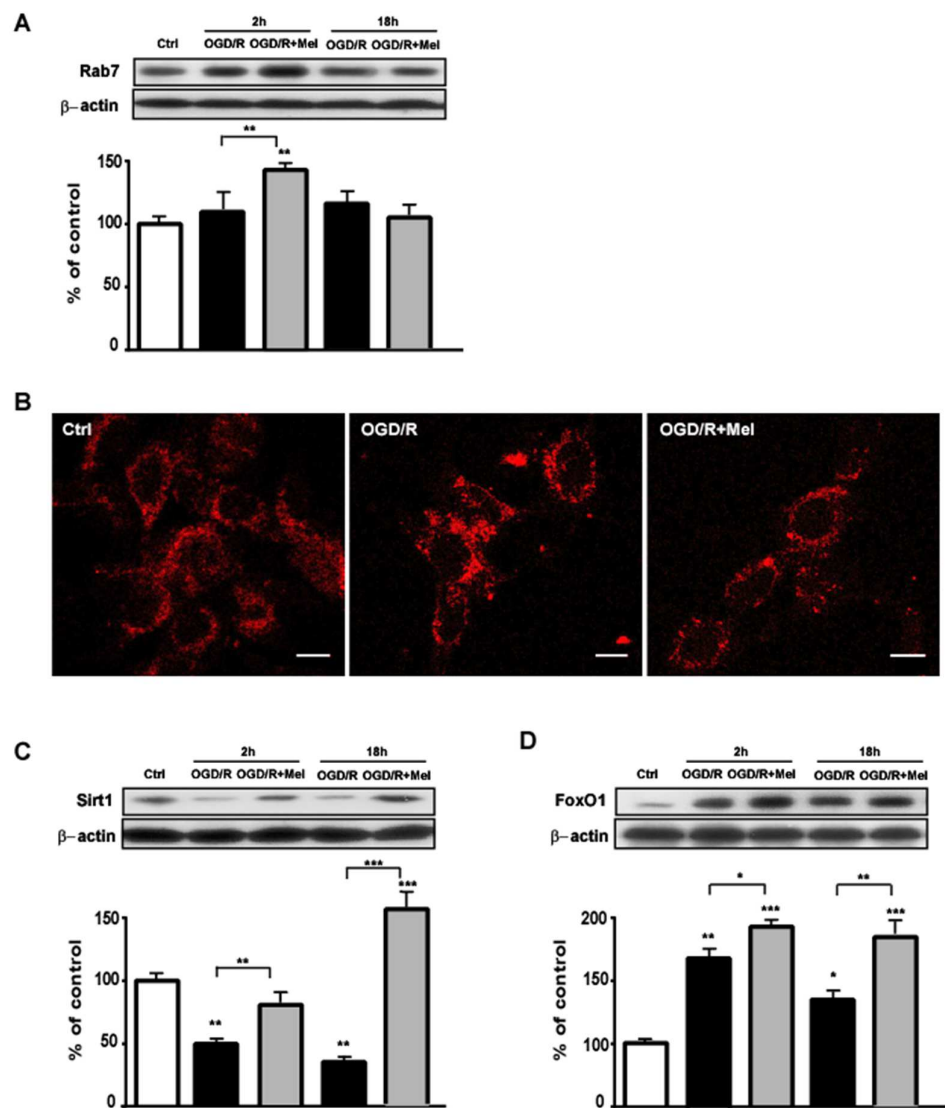 A
2h 18h
Ctrl OGD/R OGD/R+Mel OGD/R OGD/R+Mel
Rab7
β–actin
**
**
150
100
50
0
% of control
B
Ctrl OGD/R OGD/R+Mel
C
2h 18h
Ctrl OGD/R OGD/R+Mel OGD/R OGD/R+Mel
Sirt1
β–actin
***
***
**
**
**
150
100
50
0
% of control
D
2h 18h
Ctrl OGD/R OGD/R+Mel OGD/R OGD/R+Mel
FoxO1
β–actin
* **
** *** * ***
200
150
100
0
% of control